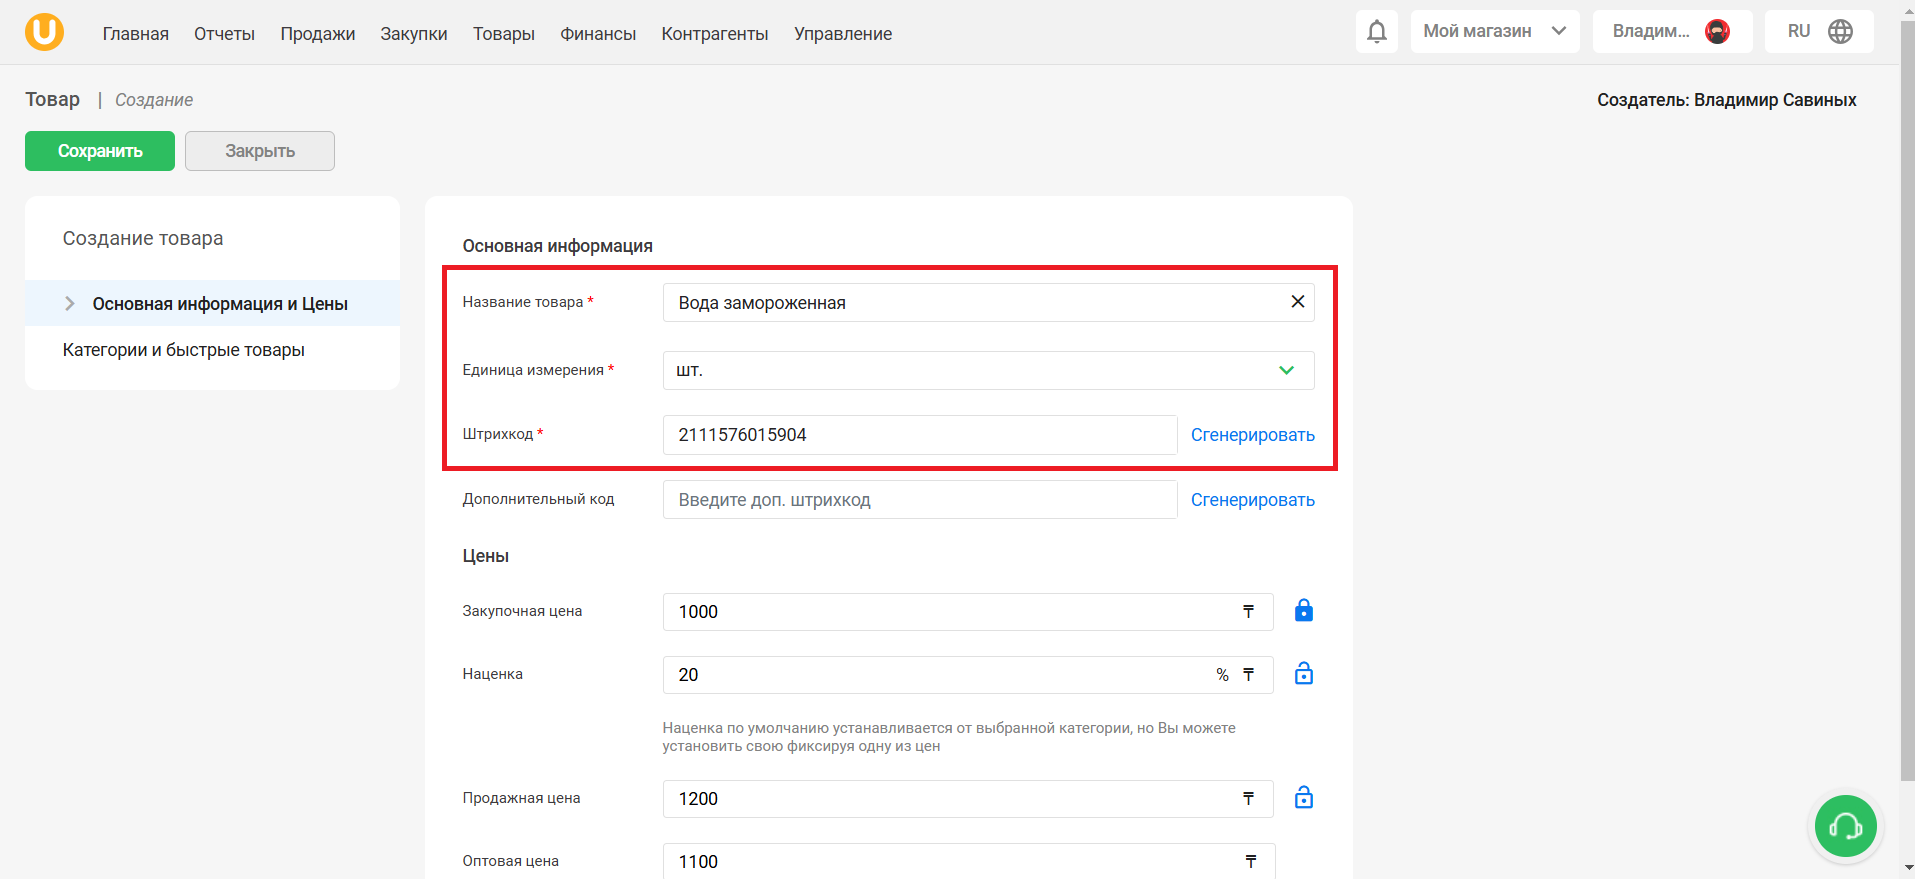 Главная Отчеты Продажи Закупки Товары Финансы Контрагенты Управление Мой магазин Владим... RU
Товар | Создание
Создатель: Владимир Савиных
Сохранить Закрыть
Создание товара
Основная информация и Цены
Категории и быстрые товары
Основная информация
Название товара * Вода замороженная
Единица измерения * шт.
Штрихкод * 2111576015904 Сгенерировать
Дополнительный код Введите доп. штрихкод Сгенерировать
Цены
Закупочная цена 1000 ₸
Наценка 20 % ₸
Наценка по умолчанию устанавливается от выбранной категории, но Вы можете
установить свою фиксируя одну из цен
Продажная цена 1200 ₸
Оптовая цена 1100 ₸